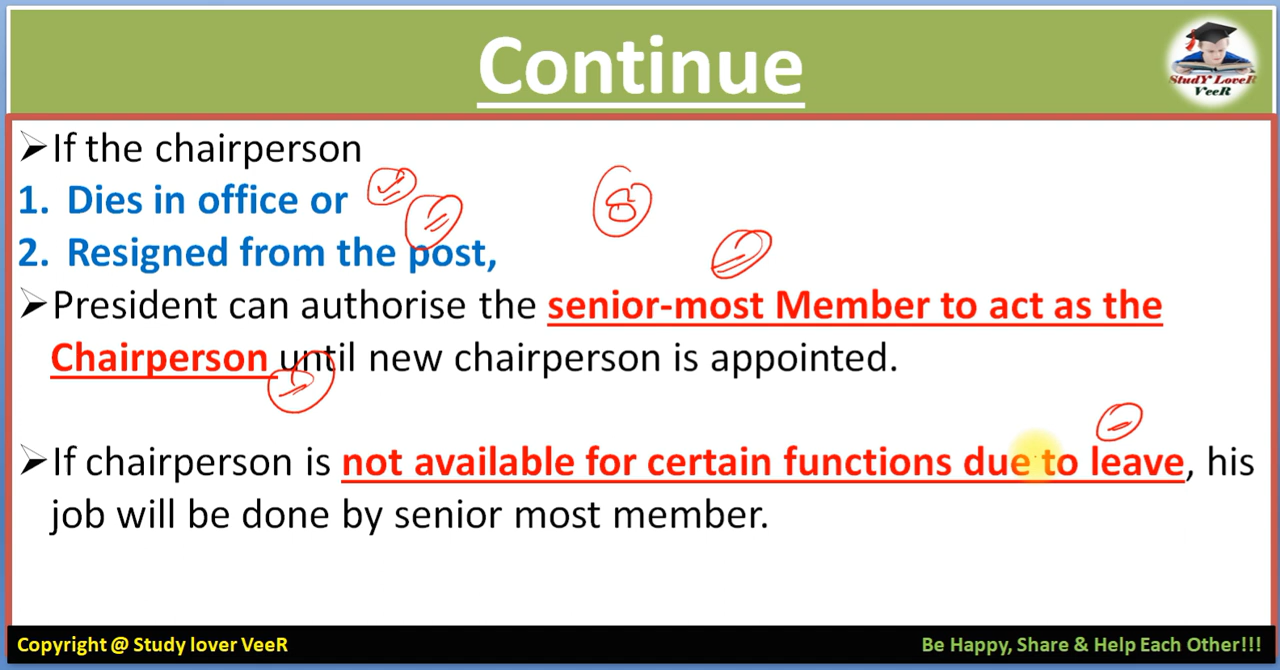 Continue
StudY LoveR
VeeR
➢If the chairperson
1. Dies in office or
2. Resigned from the post,
➢President can authorise the senior-most Member to act as the
Chairperson until new chairperson is appointed.
➢If chairperson is not available for certain functions due to leave, his
job will be done by senior most member.
Copyright @ Study lover VeeR
Be Happy, Share & Help Each Other!!!